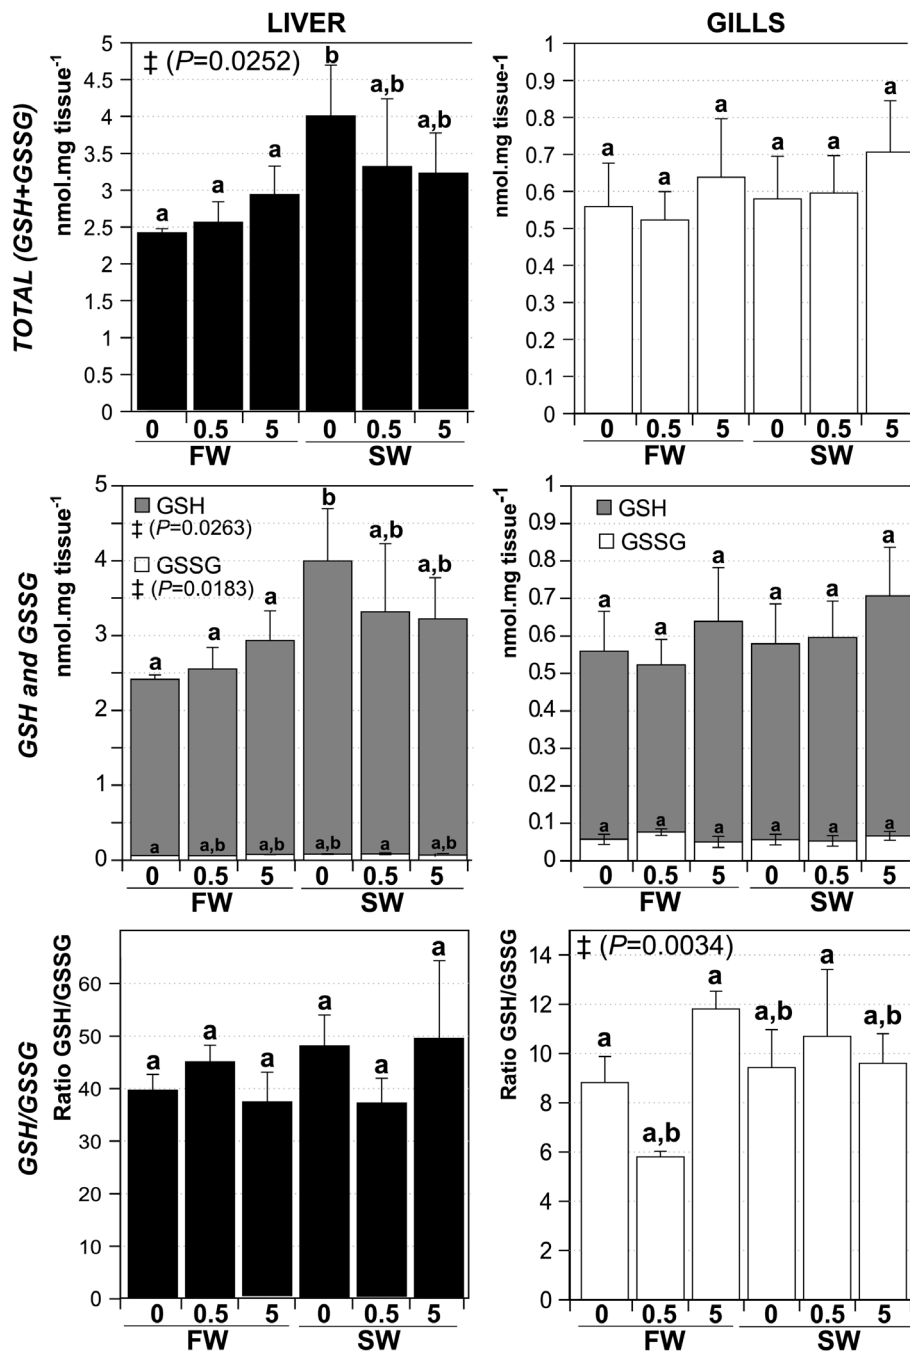 LIVER
GILLS
TOTAL (GSH+GSSG)
nmol.mg tissue-1
5
4.5
4
3.5
3
2.5
2
1.5
1
0.5
0
‡ (P=0.0252)
a a a b a,b a,b
0 0.5 5 0 0.5 5
FW SW
nmol.mg tissue-1
1
0.9
0.8
0.7
0.6
0.5
0.4
0.3
0.2
0.1
0
a a a a a a
0 0.5 5 0 0.5 5
FW SW
GSH and GSSG
nmol.mg tissue-1
5
4
3
2
1
0
GSH
‡ (P=0.0263)
GSSG
‡ (P=0.0183)
a a a b a,b a,b
a a,b a,b a,b a a,b
0 0.5 5 0 0.5 5
FW SW
nmol.mg tissue-1
1
0.9
0.8
0.7
0.6
0.5
0.4
0.3
0.2
0.1
0
GSH
GSSG
a a a a a a
a a a a a a
0 0.5 5 0 0.5 5
FW SW
GSH/GSSG
Ratio GSH/GSSG
60
50
40
30
20
10
0
a a a a a a
0 0.5 5 0 0.5 5
FW SW
Ratio GSH/GSSG
14
12
10
8
6
4
2
0
‡ (P=0.0034)
a a,b a a,b a a,b
0 0.5 5 0 0.5 5
FW SW